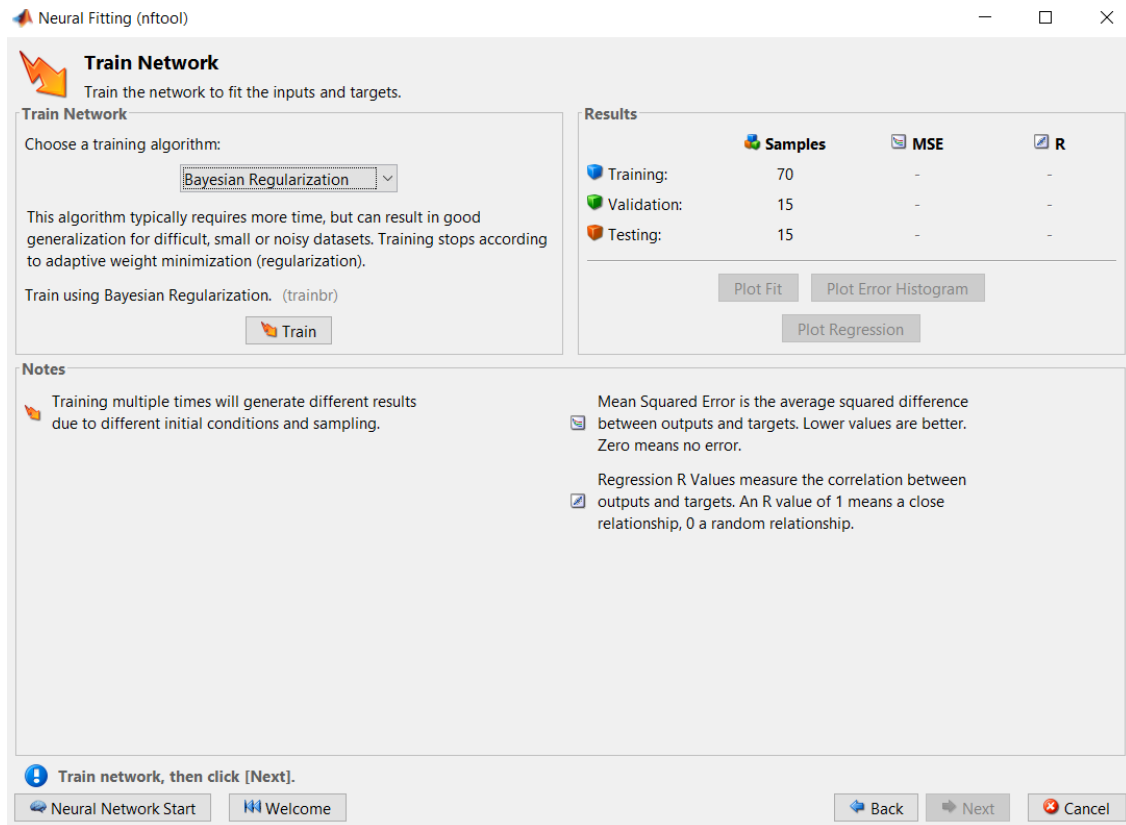 Neural Fitting (nftool)
Train Network
Train the network to fit the inputs and targets.
Train Network
Choose a training algorithm:
Bayesian Regularization
This algorithm typically requires more time, but can result in good
generalization for difficult, small or noisy datasets. Training stops according
to adaptive weight minimization (regularization).
Train using Bayesian Regularization. (trainbr)
Train
Results
Samples MSE R
Training: 70 - -
Validation: 15 - -
Testing: 15 - -
Plot Fit Plot Error Histogram
Plot Regression
Notes
Training multiple times will generate different results
due to different initial conditions and sampling.
Mean Squared Error is the average squared difference
between outputs and targets. Lower values are better.
Zero means no error.
Regression R Values measure the correlation between
outputs and targets. An R value of 1 means a close
relationship, 0 a random relationship.
Train network, then click [Next].
Neural Network Start Welcome Back Next Cancel